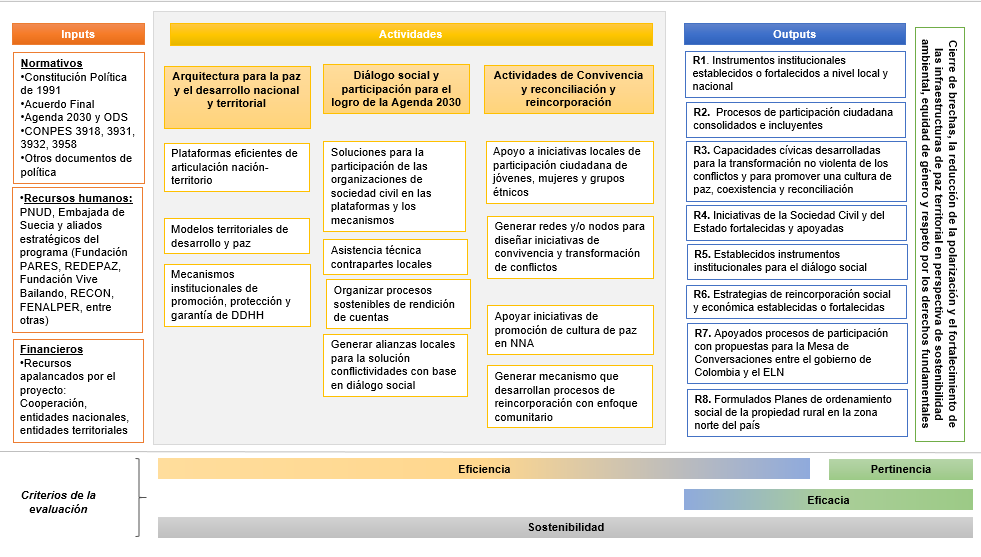 Inputs
Normativos
•Constitución Política
de 1991
•Acuerdo Final
•Agenda 2030 y ODS
•CONPES 3918, 3931,
3932, 3958
•Otros documentos de
política
•Recursos humanos:
PNUD, Embajada de
Suecia y aliados
estratégicos del
programa (Fundación
PARES, REDEPAZ,
Fundación Vive
Bailando, RECON,
FENALPER, entre
otras)
Financieros
•Recursos
apalancados por el
proyecto:
Cooperación,
entidades nacionales,
entidades territoriales
Actividades
Arquitectura para la paz
y el desarrollo nacional
y territorial
Plataformas eficientes de
articulación nación-
territorio
Modelos territoriales de
desarrollo y paz
Mecanismos
institucionales de
promoción, protección y
garantía de DDHH
Diálogo social y
participación para el
logro de la Agenda 2030
Soluciones para la
participación de las
organizaciones de
sociedad civil en las
plataformas y los
mecanismos
Asistencia técnica
contrapartes locales
Organizar procesos
sostenibles de rendición
de cuentas
Generar alianzas locales
para la solución
conflictividades con base
en diálogo social
Actividades de Convivencia
y reconciliación y
reincorporación
Apoyo a iniciativas locales de
participación ciudadana de
jóvenes, mujeres y grupos
étnicos
Generar redes y/o nodos para
diseñar iniciativas de
convivencia y transformación
de conflictos
Apoyar iniciativas de
promoción de cultura de paz
en NNA
Generar mecanismo que
desarrollan procesos de
reincorporación con enfoque
comunitario
Outputs
R1. Instrumentos institucionales
establecidos o fortalecidos a nivel local y
nacional
R2. Procesos de participación ciudadana
consolidados e incluyentes
R3. Capacidades cívicas desarrolladas
para la transformación no violenta de los
conflictos y para promover una cultura de
paz, coexistencia y reconciliación
R4. Iniciativas de la Sociedad Civil y del
Estado fortalecidas y apoyadas
R5. Establecidos instrumentos
institucionales para el diálogo social
R6. Estrategias de reincorporación social
y económica establecidas o fortalecidas
R7. Apoyados procesos de participación
con propuestas para la Mesa de
Conversaciones entre el gobierno de
Colombia y el ELN
R8. Formulados Planes de ordenamiento
social de la propiedad rural en la zona
norte del país
Cierre de brechas, la reducción de la polarización y el fortalecimiento de
las infraestructuras de paz territorial en perspectiva de sostenibilidad
ambiental, equidad de género y respeto por los derechos fundamentales
Criterios de la
evaluación
Eficiencia
Pertinencia
Eficacia
Sostenibilidad